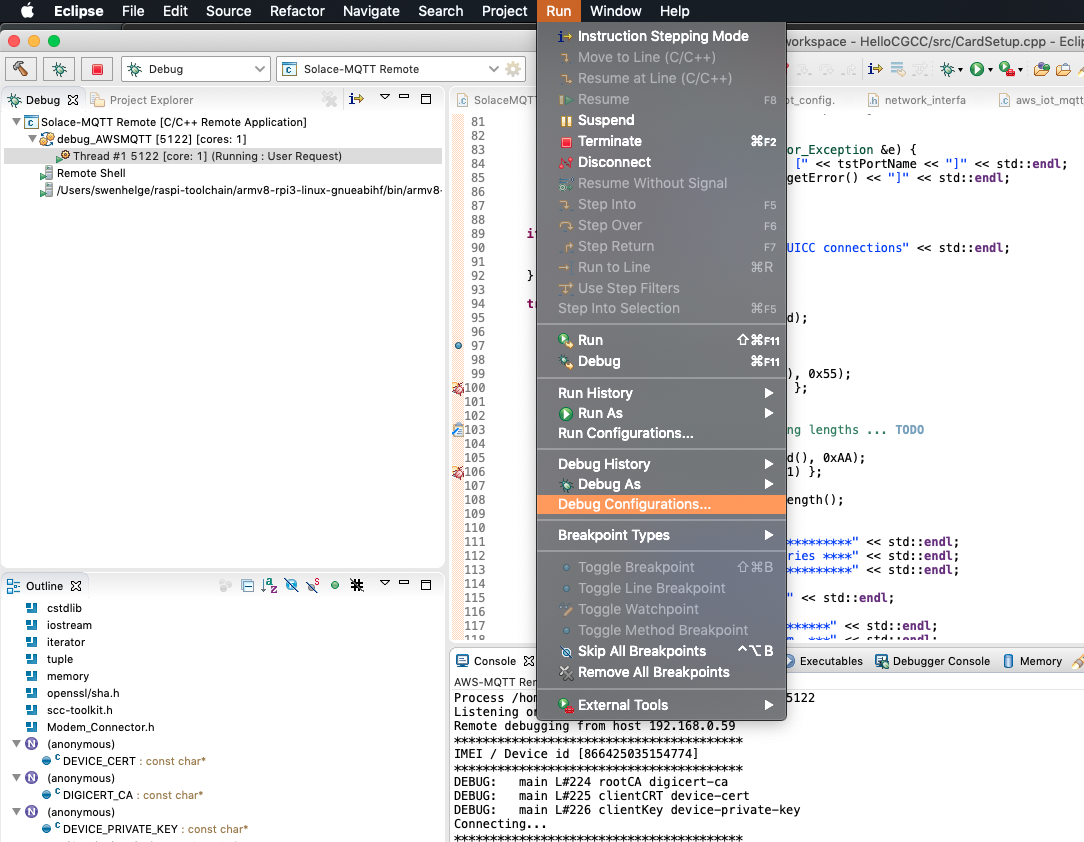 Eclipse File Edit Source Refactor Navigate Search Project Run Window Help
workspace - HelloCGCC/src/CardSetup.cpp - Eclip
Debug
Solace-MQTT Remote
Debug
Project Explorer
Solace-MQTT Remote [C/C++ Remote Application]
debug_AWSMQTT [5122] [cores: 1]
Thread #1 5122 [core: 1] (Running : User Request)
Remote Shell
/Users/swenhelge/raspi-toolchain/armv8-rpi3-linux-gnueabihf/bin/armv8-
Outline
cstdlib
iostream
iterator
tuple
memory
openssl/sha.h
scc-toolkit.h
Modem_Connector.h
(anonymous)
DEVICE_CERT : const char*
(anonymous)
DIGICERT_CA : const char*
(anonymous)
DEVICE_PRIVATE_KEY : const char*
SolaceMQTT
ot_config.
network_interfa
aws_iot_mqtt
81
82
83 or_Exception &e) {
84 [" << tstPortName << "]" << std::endl;
85 getError() << "]" << std::endl;
86
87
88
89
90 UICC connections" << std::endl;
91
92 }
93
94
95 d);
96
97
98
99 ), 0x55);
100 };
101
102
103 ng lengths ... TODO
104
105 d(), 0xAA);
106 1) };
107
108 ength();
109
110
111 **********" << std::endl;
112 ries ****" << std::endl;
113 **********" << std::endl;
114
115 " << std::endl;
116
117 ******" << std::endl;
118 ***" << std::endl;
Instruction Stepping Mode
Move to Line (C/C++)
Resume at Line (C/C++)
Resume F8
Suspend
Terminate ⌘F2
Disconnect
Resume Without Signal
Step Into F5
Step Over F6
Step Return F7
Run to Line ⌘R
Use Step Filters
Step Into Selection ⌘F5
Run ⇧⌘F11
Debug ⌘F11
Run History
Run As
Run Configurations...
Debug History
Debug As
Debug Configurations...
Breakpoint Types
Toggle Breakpoint ⇧⌘B
Toggle Line Breakpoint
Toggle Watchpoint
Toggle Method Breakpoint
Skip All Breakpoints ^⌥B
Remove All Breakpoints
External Tools
Console
Executables
Debugger Console
Memory
AWS-MQTT Rem
Process /hom 5122
Listening on
Remote debugging from host 192.168.0.59
****************************************
IMEI / Device id [866425035154774]
****************************************
DEBUG: main L#224 rootCA digicert-ca
DEBUG: main L#225 clientCRT device-cert
DEBUG: main L#226 clientKey device-private-key
Connecting...
****************************************